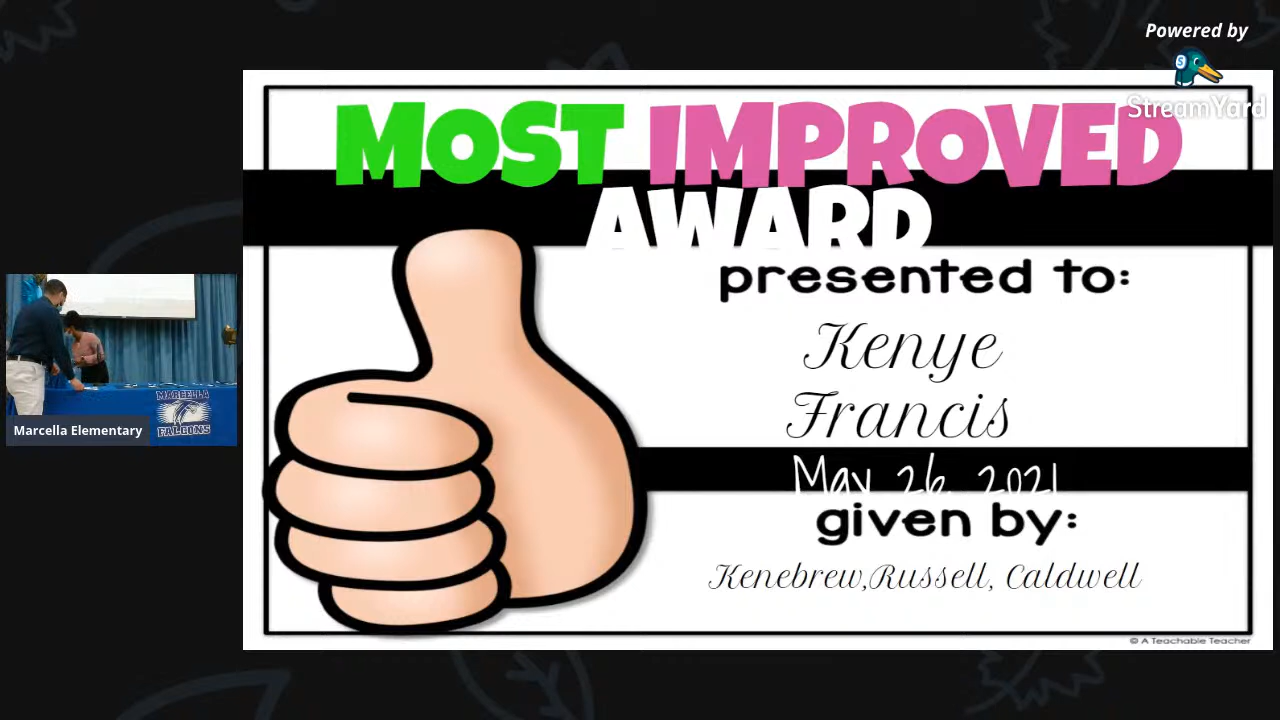 Powered by
StreamYard
MOST IMPROVED
AWARD
presented to:
Kenye
Francis
May 26, 2021
given by:
Kenebrew,Russell, Caldwell
© A Teachable Teacher
MARCELLA
FALCONS
Marcella Elementary